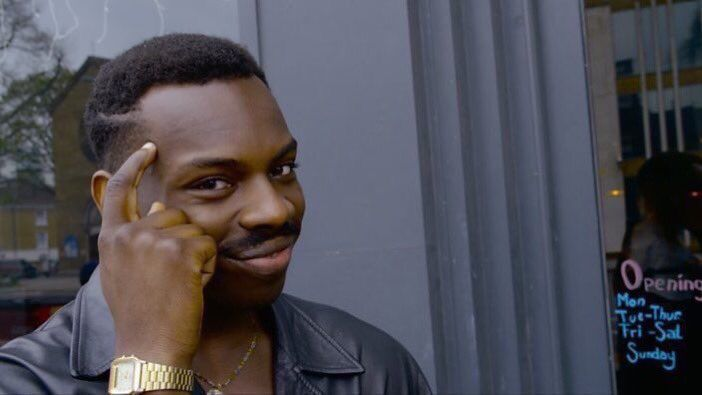 Opening
Mon
Tue-Thur
Fri-Sat
Sunday